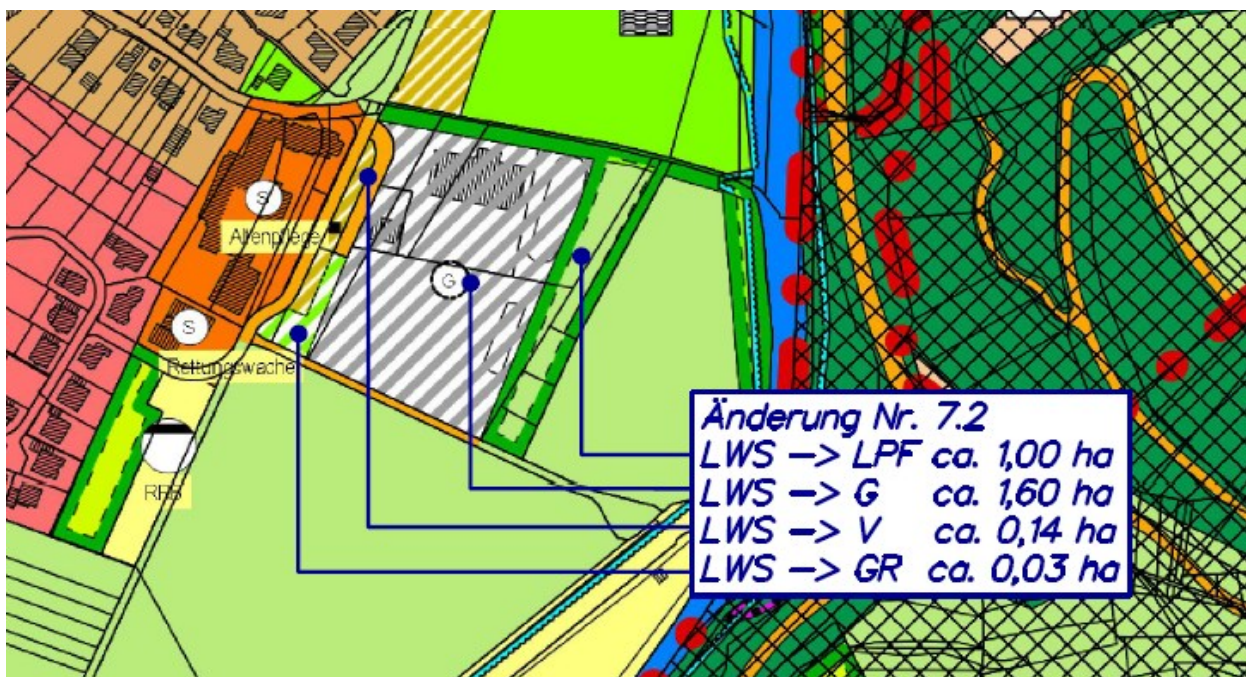 S
Altenpflege
G
S
Rettungswache
RRB
Änderung Nr. 7.2
LWS -> LPF ca. 1,00 ha
LWS -> G ca. 1,60 ha
LWS -> V ca. 0,14 ha
LWS -> GR ca. 0,03 ha